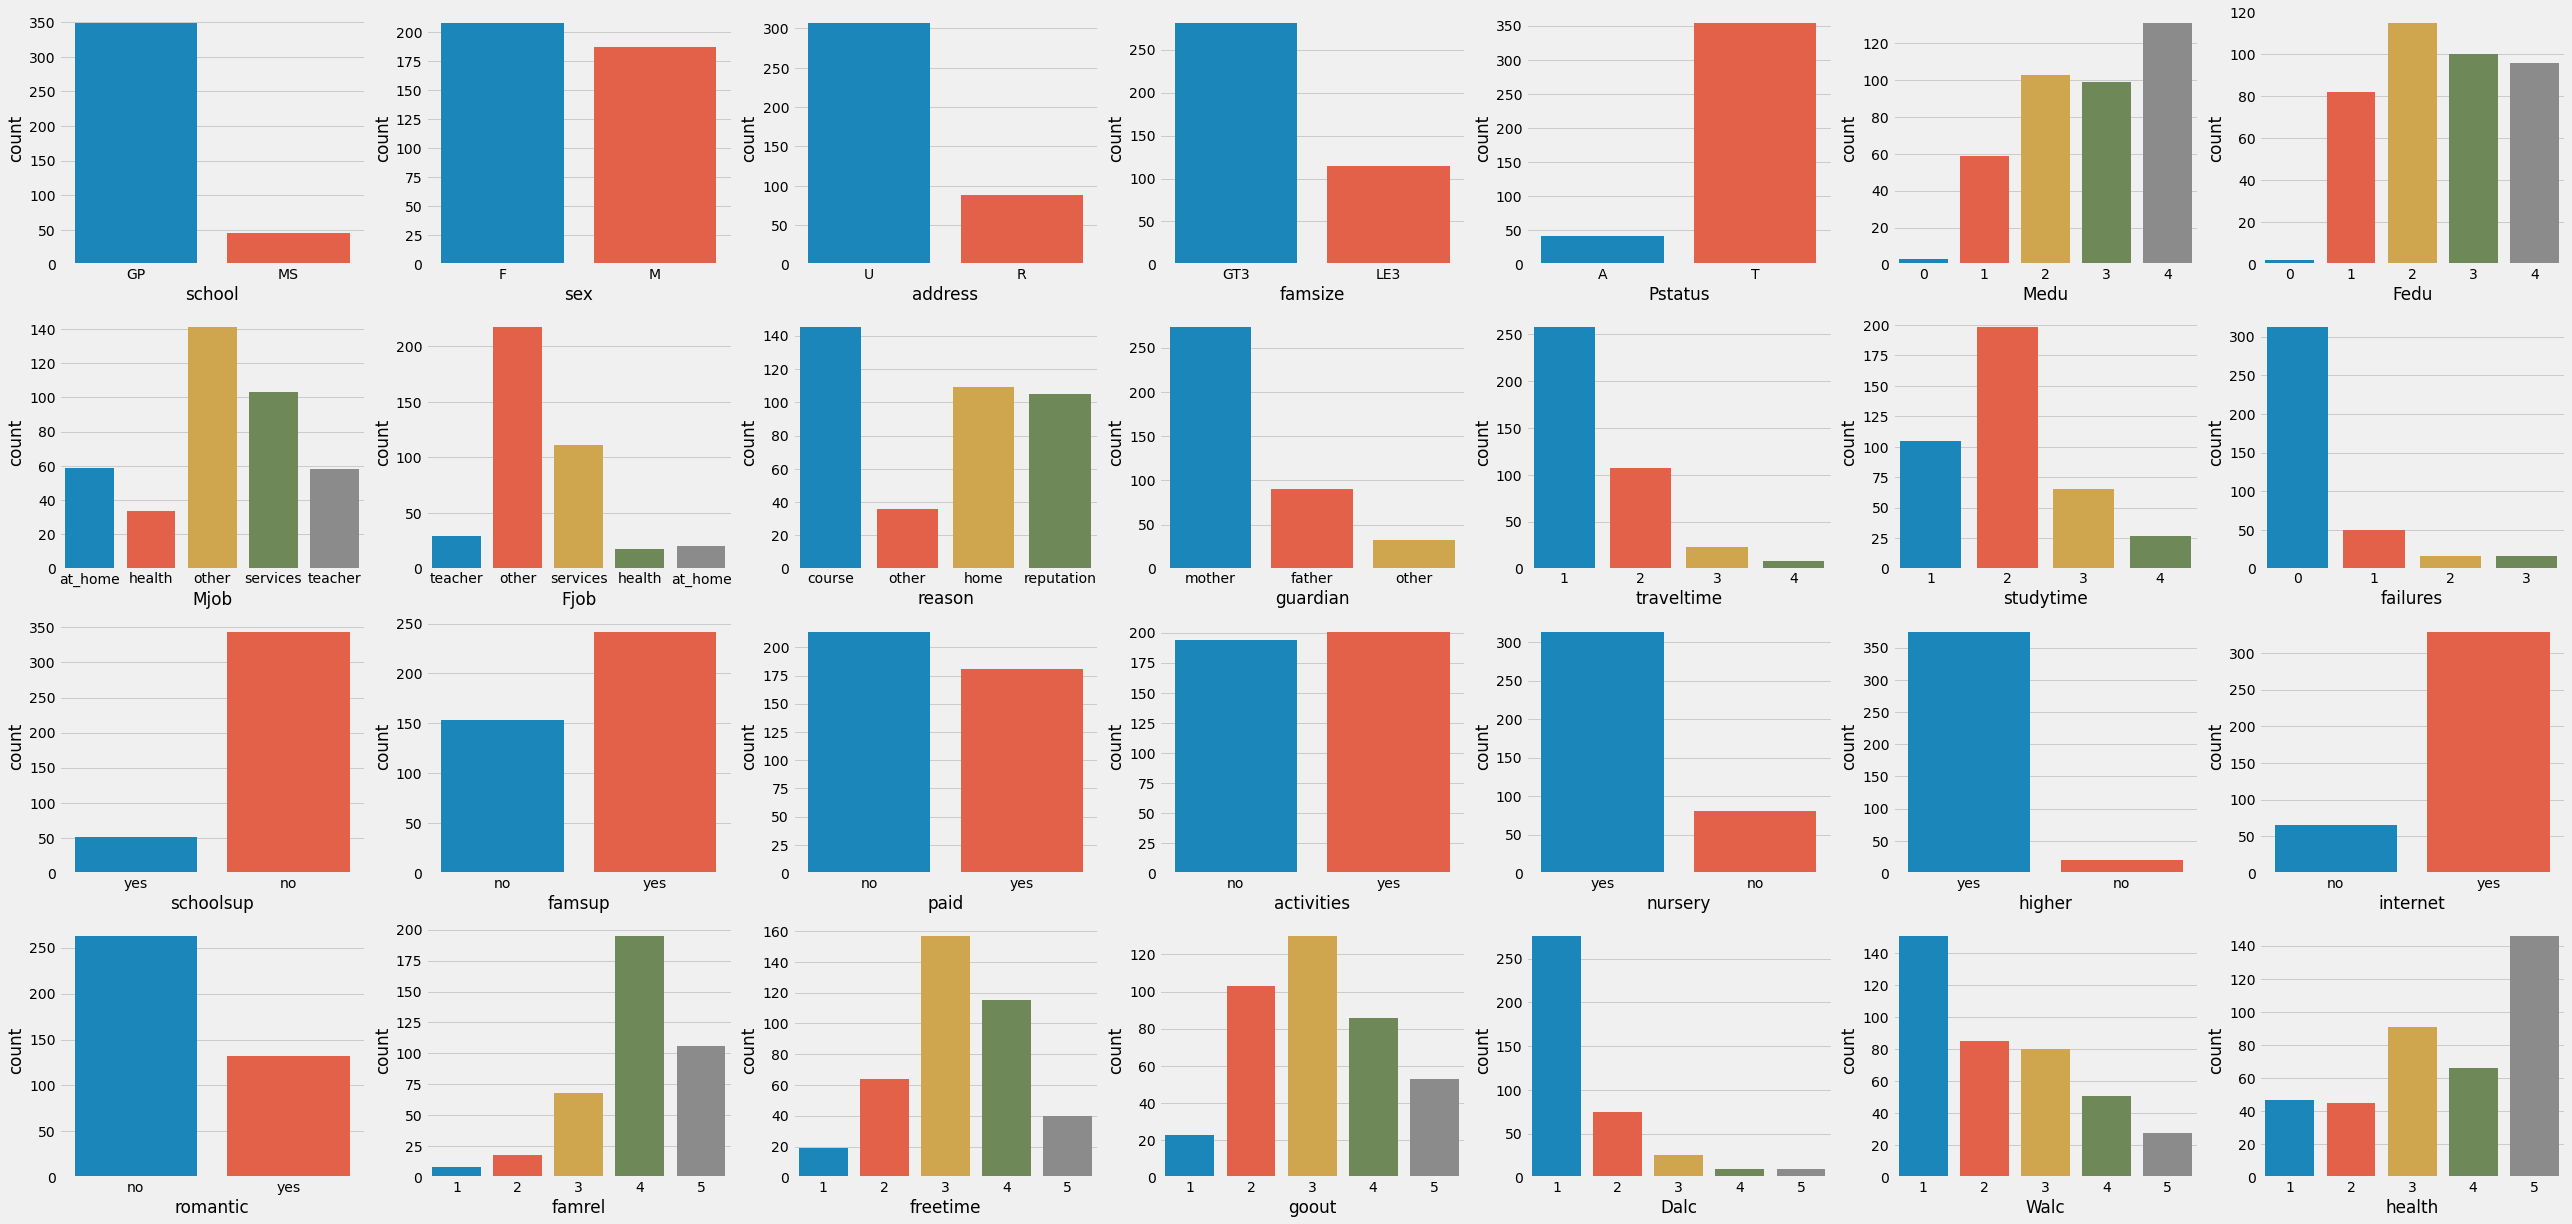 350
300
250
200
150
100
50
0
count
GP MS
school
200
175
150
125
100
75
50
25
0
count
F M
sex
300
250
200
150
100
50
0
count
U R
address
250
200
150
100
50
0
count
GT3 LE3
famsize
350
300
250
200
150
100
50
0
count
A T
Pstatus
120
100
80
60
40
20
0
count
0 1 2 3 4
Medu
120
100
80
60
40
20
0
count
0 1 2 3 4
Fedu
140
120
100
80
60
40
20
0
count
at_home health other services teacher
Mjob
200
150
100
50
0
count
teacher other services health at_home
Fjob
140
120
100
80
60
40
20
0
count
course other home reputation
reason
250
200
150
100
50
0
count
mother father other
guardian
250
200
150
100
50
0
count
1 2 3 4
traveltime
200
175
150
125
100
75
50
25
0
count
1 2 3 4
studytime
300
250
200
150
100
50
0
count
0 1 2 3
failures
350
300
250
200
150
100
50
0
count
yes no
schoolsup
250
200
150
100
50
0
count
no yes
famsup
200
175
150
125
100
75
50
25
0
count
no yes
paid
200
175
150
125
100
75
50
25
0
count
no yes
activities
300
250
200
150
100
50
0
count
yes no
nursery
350
300
250
200
150
100
50
0
count
yes no
higher
300
250
200
150
100
50
0
count
no yes
internet
250
200
150
100
50
0
count
no yes
romantic
200
175
150
125
100
75
50
25
0
count
1 2 3 4 5
famrel
160
140
120
100
80
60
40
20
0
count
1 2 3 4 5
freetime
120
100
80
60
40
20
0
count
1 2 3 4 5
goout
250
200
150
100
50
0
count
1 2 3 4 5
Dalc
140
120
100
80
60
40
20
0
count
1 2 3 4 5
Walc
140
120
100
80
60
40
20
0
count
1 2 3 4 5
health